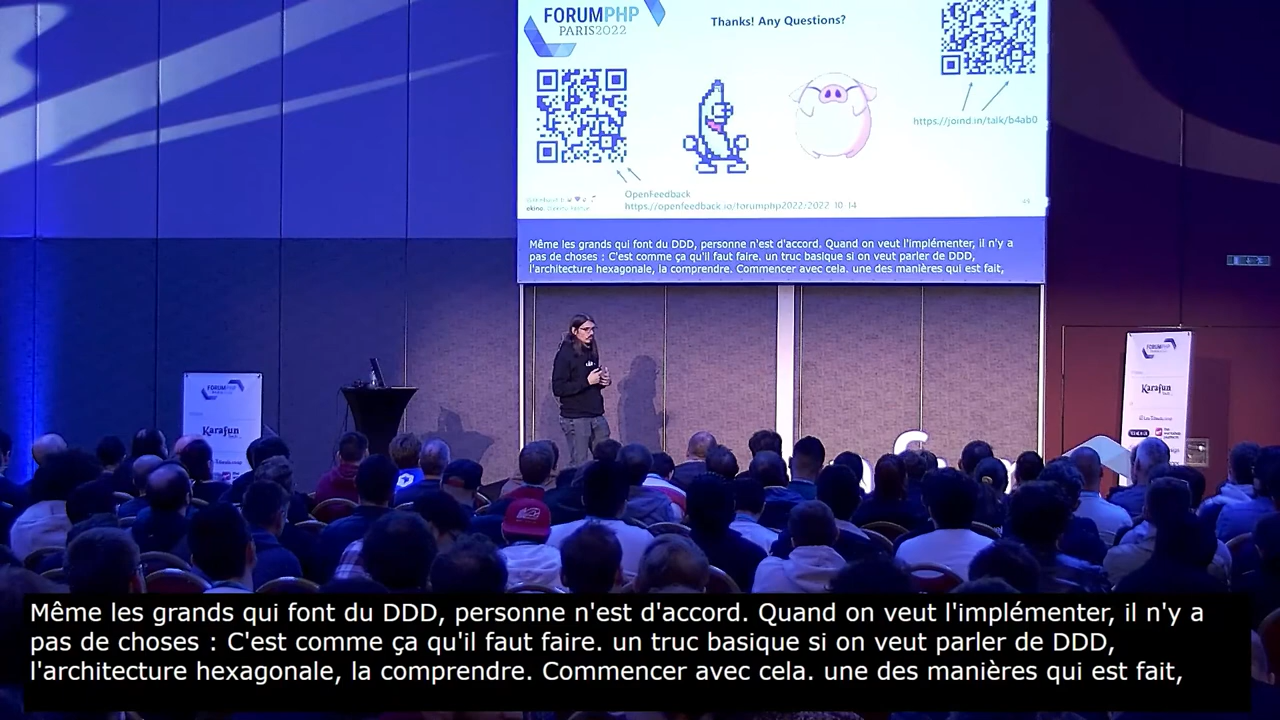 FORUMPHP
PARIS2022
Thanks! Any Questions?
https://joind.in/talk/b4ab0
OpenFeedback
https://openfeedback.io/forumphp2022/2022-10-14
Même les grands qui font du DDD, personne n'est d'accord. Quand on veut l'implémenter, il n'y a
pas de choses : C'est comme ça qu'il faut faire. un truc basique si on veut parler de DDD,
l'architecture hexagonale, la comprendre. Commencer avec cela. une des manières qui est fait,
FORUMPHP
Karafun
FORUMPHP
Karafun
Même les grands qui font du DDD, personne n'est d'accord. Quand on veut l'implémenter, il n'y a
pas de choses : C'est comme ça qu'il faut faire. un truc basique si on veut parler de DDD,
l'architecture hexagonale, la comprendre. Commencer avec cela. une des manières qui est fait,